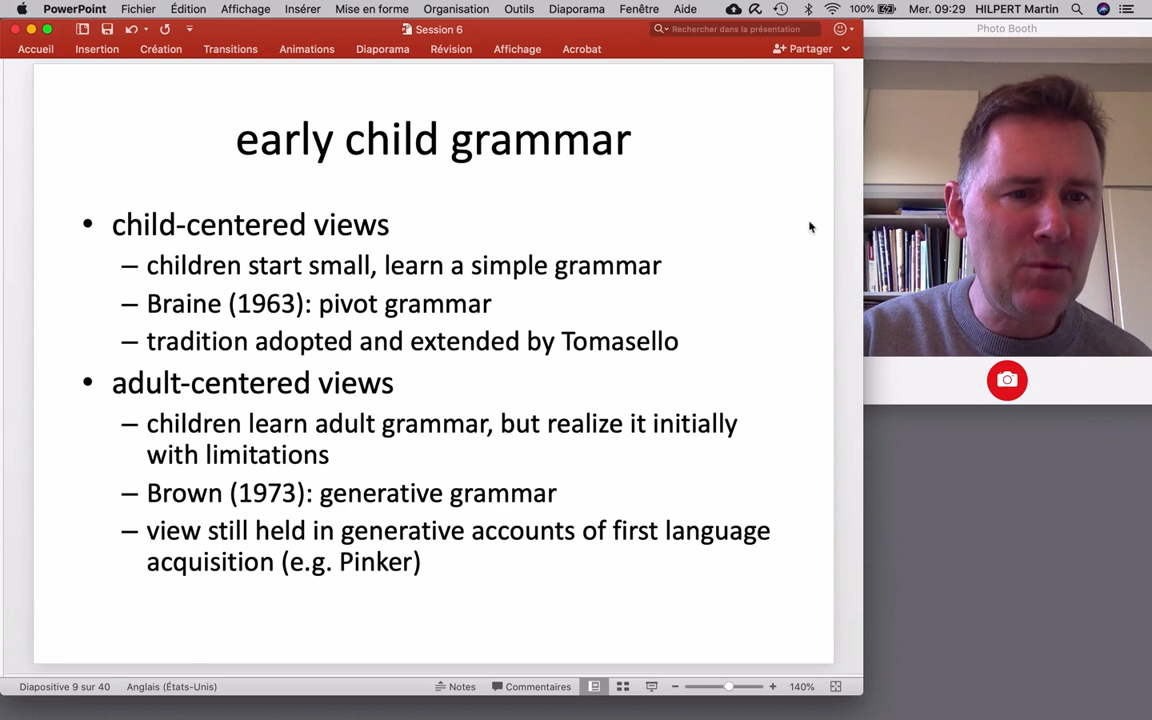 PowerPoint Fichier Édition Affichage Insérer Mise en forme Organisation Outils Diaporama Fenêtre Aide 100% Mer. 09:29 HILPERT Martin
Session 6 Rechercher dans la présentation
Photo Booth
Accueil Insertion Création Transitions Animations Diaporama Révision Affichage Acrobat Partager
early child grammar
• child-centered views
– children start small, learn a simple grammar
– Braine (1963): pivot grammar
– tradition adopted and extended by Tomasello
• adult-centered views
– children learn adult grammar, but realize it initially
with limitations
– Brown (1973): generative grammar
– view still held in generative accounts of first language
acquisition (e.g. Pinker)
Diapositive 9 sur 40 Anglais (États-Unis) Notes Commentaires 140%